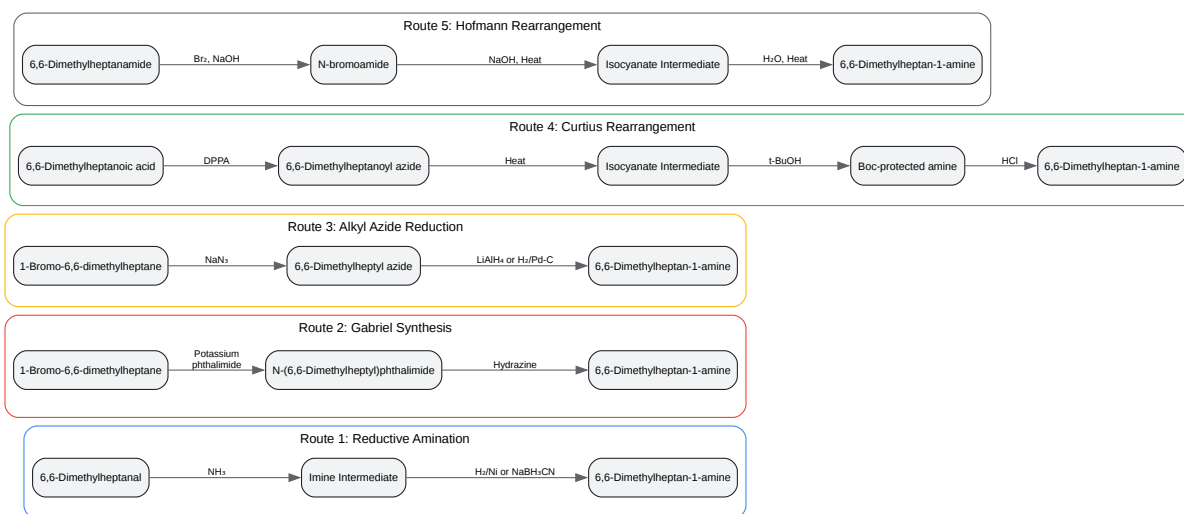 Route 5: Hofmann Rearrangement
6,6-Dimethylheptanamide
Br₂, NaOH
N-bromoamide
NaOH, Heat
Isocyanate Intermediate
H₂O, Heat
6,6-Dimethylheptan-1-amine
Route 4: Curtius Rearrangement
6,6-Dimethylheptanoic acid
DPPA
6,6-Dimethylheptanoyl azide
Heat
Isocyanate Intermediate
t-BuOH
Boc-protected amine
HCl
6,6-Dimethylheptan-1-amine
Route 3: Alkyl Azide Reduction
1-Bromo-6,6-dimethylheptane
NaN₃
6,6-Dimethylheptyl azide
LiAlH₄ or H₂/Pd-C
6,6-Dimethylheptan-1-amine
Route 2: Gabriel Synthesis
1-Bromo-6,6-dimethylheptane
Potassium
phthalimide
N-(6,6-Dimethylheptyl)phthalimide
Hydrazine
6,6-Dimethylheptan-1-amine
Route 1: Reductive Amination
6,6-Dimethylheptanal
NH₃
Imine Intermediate
H₂/Ni or NaBH₃CN
6,6-Dimethylheptan-1-amine